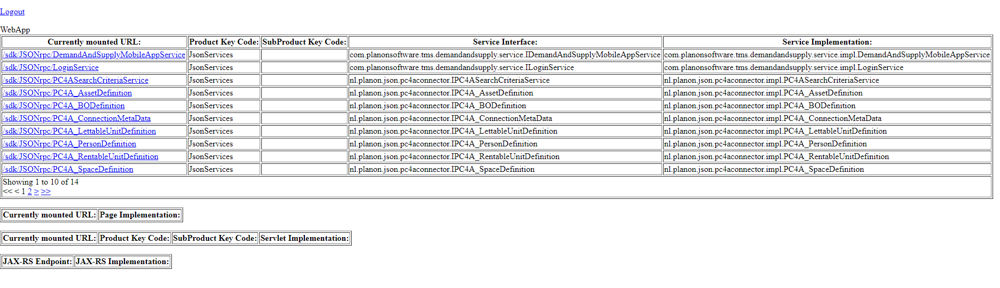 Logout
WebApp
Currently mounted URL: Product Key Code: SubProduct Key Code: Service Interface: Service Implementation:
/sdk/JSONrpc/DemandAndSupplyMobileAppService JsonServices com.planonsoftware.tms.demandandsupply.service.IDemandAndSupplyMobileAppService com.planonsoftware.tms.demandandsupply.service.impl.DemandAndSupplyMobileAppService
/sdk/JSONrpc/LoginService JsonServices com.planonsoftware.tms.demandandsupply.service.ILoginService com.planonsoftware.tms.demandandsupply.service.impl.LoginService
/sdk/JSONrpc/PC4ASearchCriteriaService JsonServices nl.planon.json.pc4aconnector.IPC4ASearchCriteriaService nl.planon.json.pc4aconnector.impl.PC4ASearchCriteriaService
/sdk/JSONrpc/PC4A_AssetDefinition JsonServices nl.planon.json.pc4aconnector.IPC4A_AssetDefinition nl.planon.json.pc4aconnector.impl.PC4A_AssetDefinition
/sdk/JSONrpc/PC4A_BODefinition JsonServices nl.planon.json.pc4aconnector.IPC4A_BODefinition nl.planon.json.pc4aconnector.impl.PC4A_BODefinition
/sdk/JSONrpc/PC4A_ConnectionMetaData JsonServices nl.planon.json.pc4aconnector.IPC4A_ConnectionMetaData nl.planon.json.pc4aconnector.impl.PC4A_ConnectionMetaData
/sdk/JSONrpc/PC4A_LettableUnitDefinition JsonServices nl.planon.json.pc4aconnector.IPC4A_LettableUnitDefinition nl.planon.json.pc4aconnector.impl.PC4A_LettableUnitDefinition
/sdk/JSONrpc/PC4A_PersonDefinition JsonServices nl.planon.json.pc4aconnector.IPC4A_PersonDefinition nl.planon.json.pc4aconnector.impl.PC4A_PersonDefinition
/sdk/JSONrpc/PC4A_RentableUnitDefinition JsonServices nl.planon.json.pc4aconnector.IPC4A_RentableUnitDefinition nl.planon.json.pc4aconnector.impl.PC4A_RentableUnitDefinition
/sdk/JSONrpc/PC4A_SpaceDefinition JsonServices nl.planon.json.pc4aconnector.IPC4A_SpaceDefinition nl.planon.json.pc4aconnector.impl.PC4A_SpaceDefinition
Showing 1 to 10 of 14
<< < 1 2 > >>
Currently mounted URL: Page Implementation:
Currently mounted URL: Product Key Code: SubProduct Key Code: Servlet Implementation:
JAX-RS Endpoint: JAX-RS Implementation: